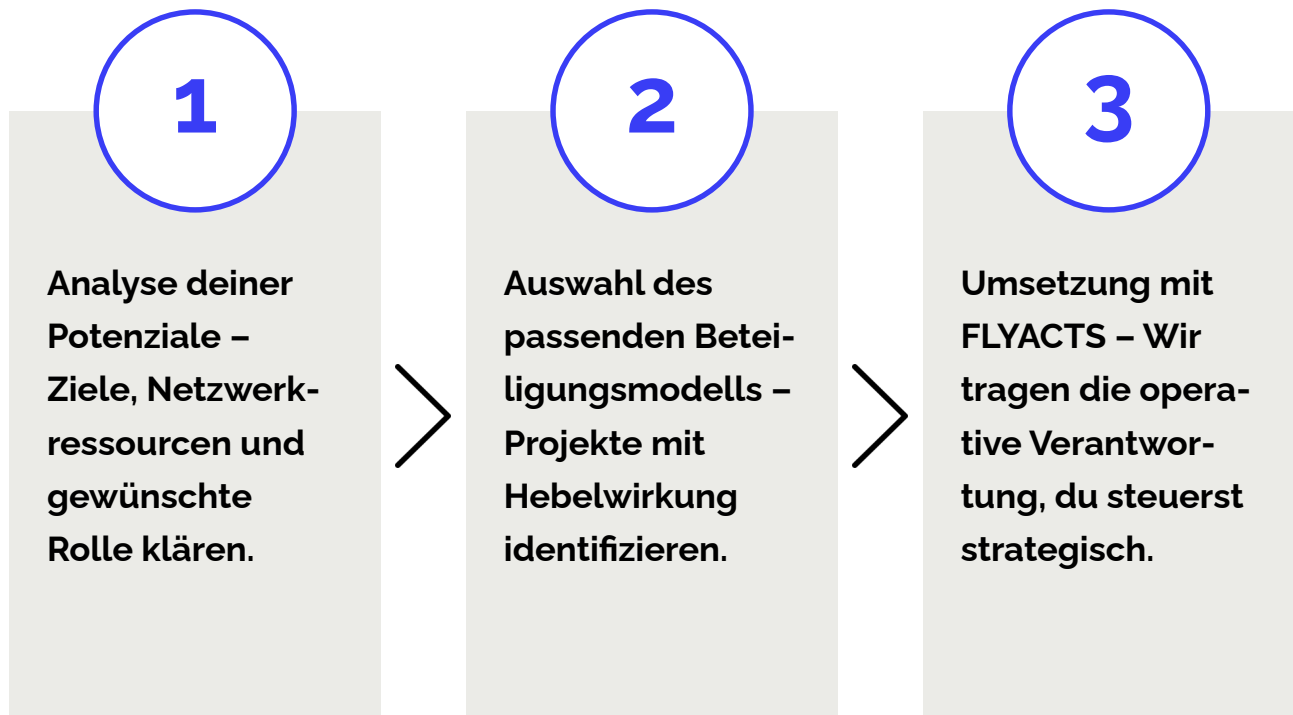 1
Analyse deiner
Potenziale –
Ziele, Netzwerk-
ressourcen und
gewünschte
Rolle klären.
2
Auswahl des
passenden Betei-
ligungsmodells –
Projekte mit
Hebelwirkung
identifizieren.
3
Umsetzung mit
FLYACTS – Wir
tragen die opera-
tive Verantwor-
tung, du steuerst
strategisch.